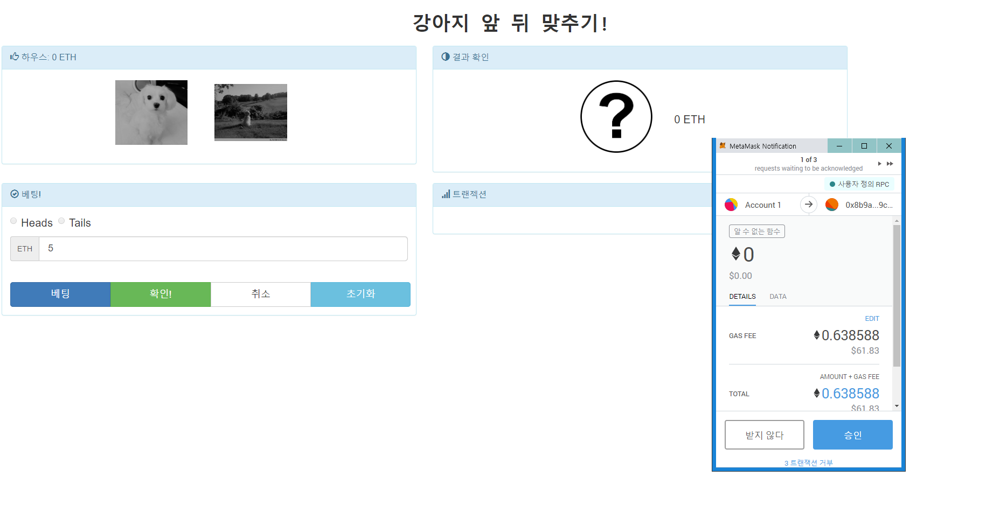 강아지 앞 뒤 맞추기!
하우스: 0 ETH
결과 확인
?
0 ETH
베팅!
Heads
Tails
ETH
5
베팅
확인!
취소
초기화
트랜젝션
MetaMask Notification
1 of 3
requests waiting to be acknowledged
사용자 정의 RPC
Account 1
0x8b9a...9c...
알 수 없는 함수
0
$0.00
DETAILS
DATA
EDIT
GAS FEE
0.638588
$61.83
AMOUNT + GAS FEE
TOTAL
0.638588
$61.83
받지 않다
승인
3 트랜잭션 거부